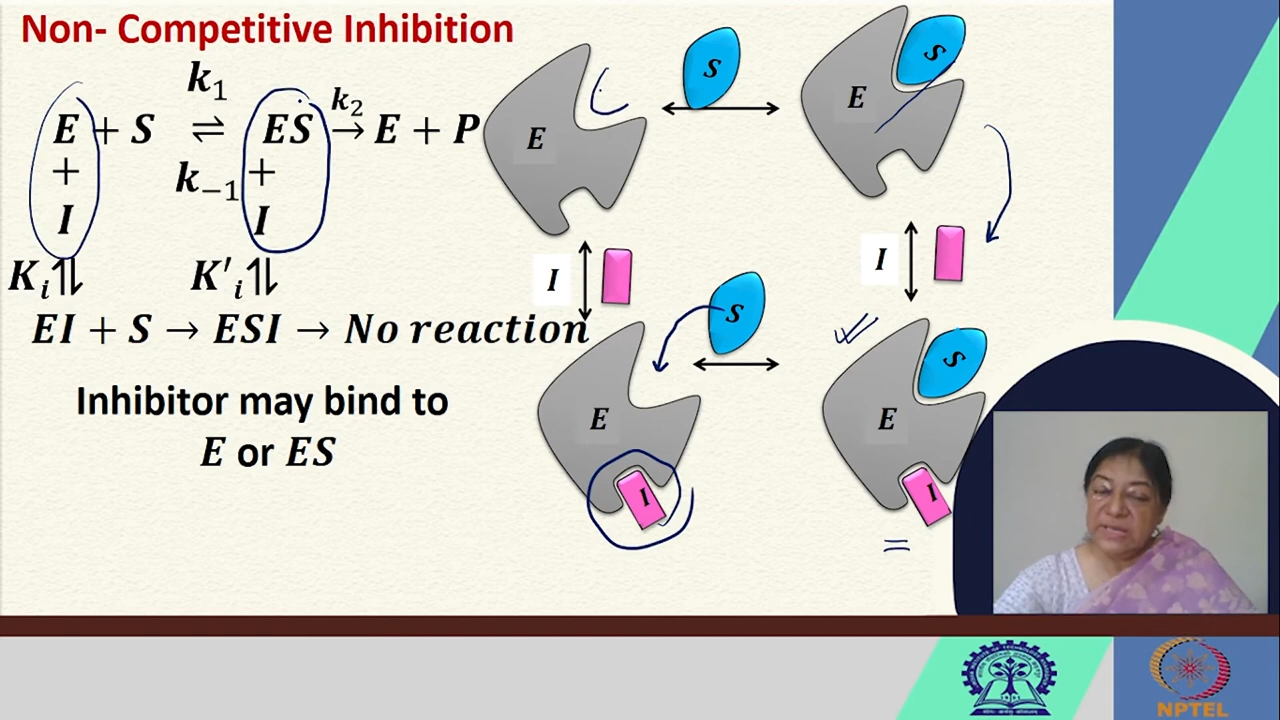 Non- Competitive Inhibition
k₁
E + S ⇌ ES → E + P
k₂
k₋₁
+ +
I I
Kᵢ⥮ K′ᵢ⥮
EI + S → ESI → No reaction
Inhibitor may bind to
E or ES
E
S
E
S
I
I
E
S
I
E
S
I
NPTEL